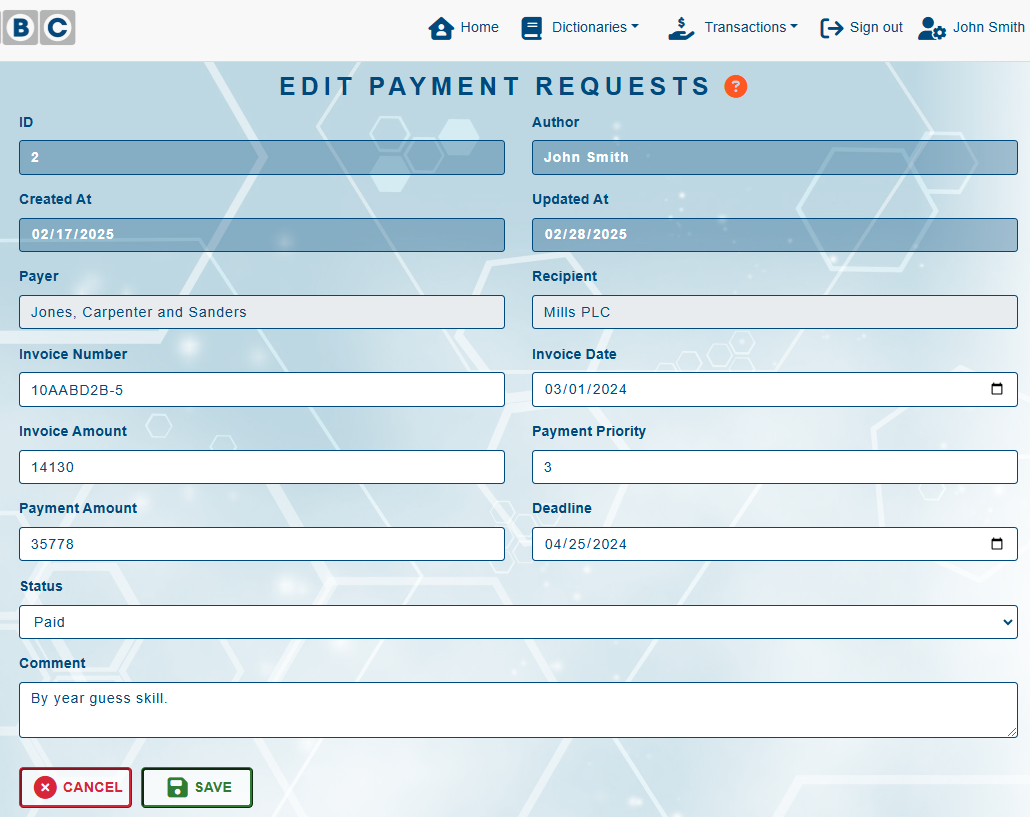 B C Home Dictionaries Transactions Sign out John Smith
EDIT PAYMENT REQUESTS ?
ID Author
2 John Smith
Created At Updated At
02/17/2025 02/28/2025
Payer Recipient
Jones, Carpenter and Sanders Mills PLC
Invoice Number Invoice Date
10AABD2B-5 03/01/2024
Invoice Amount Payment Priority
14130 3
Payment Amount Deadline
35778 04/25/2024
Status
Paid
Comment
By year guess skill.
CANCEL SAVE